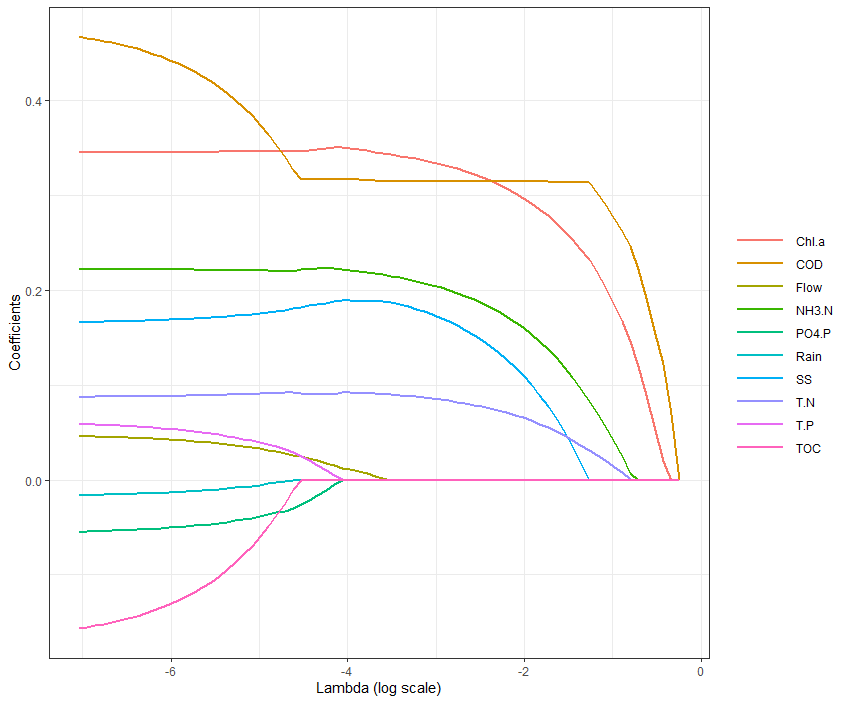 0.4
0.2
0.0
Coefficients
-6
-4
-2
0
Lambda (log scale)
Chl.a
COD
Flow
NH3.N
PO4.P
Rain
SS
T.N
T.P
TOC